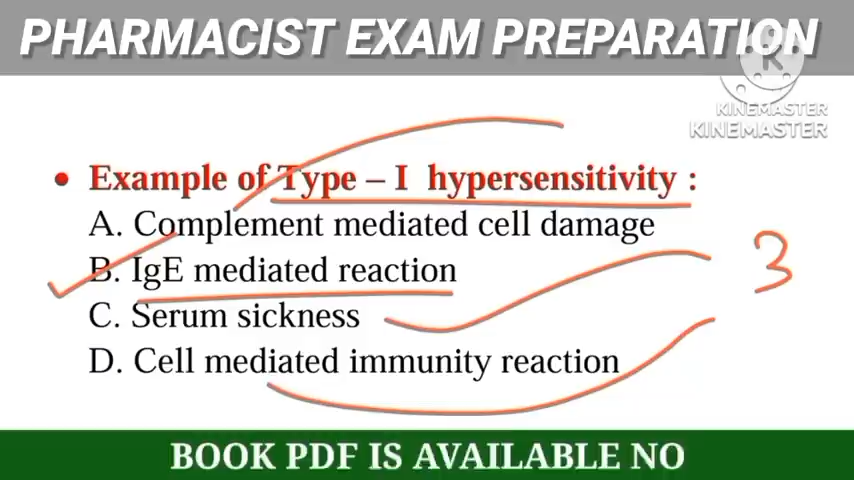 PHARMACIST EXAM PREPARATION
KINEMASTER
KINEMASTER
• Example of Type – I hypersensitivity :
A. Complement mediated cell damage
B. IgE mediated reaction
C. Serum sickness
3
D. Cell mediated immunity reaction
BOOK PDF IS AVAILABLE NO